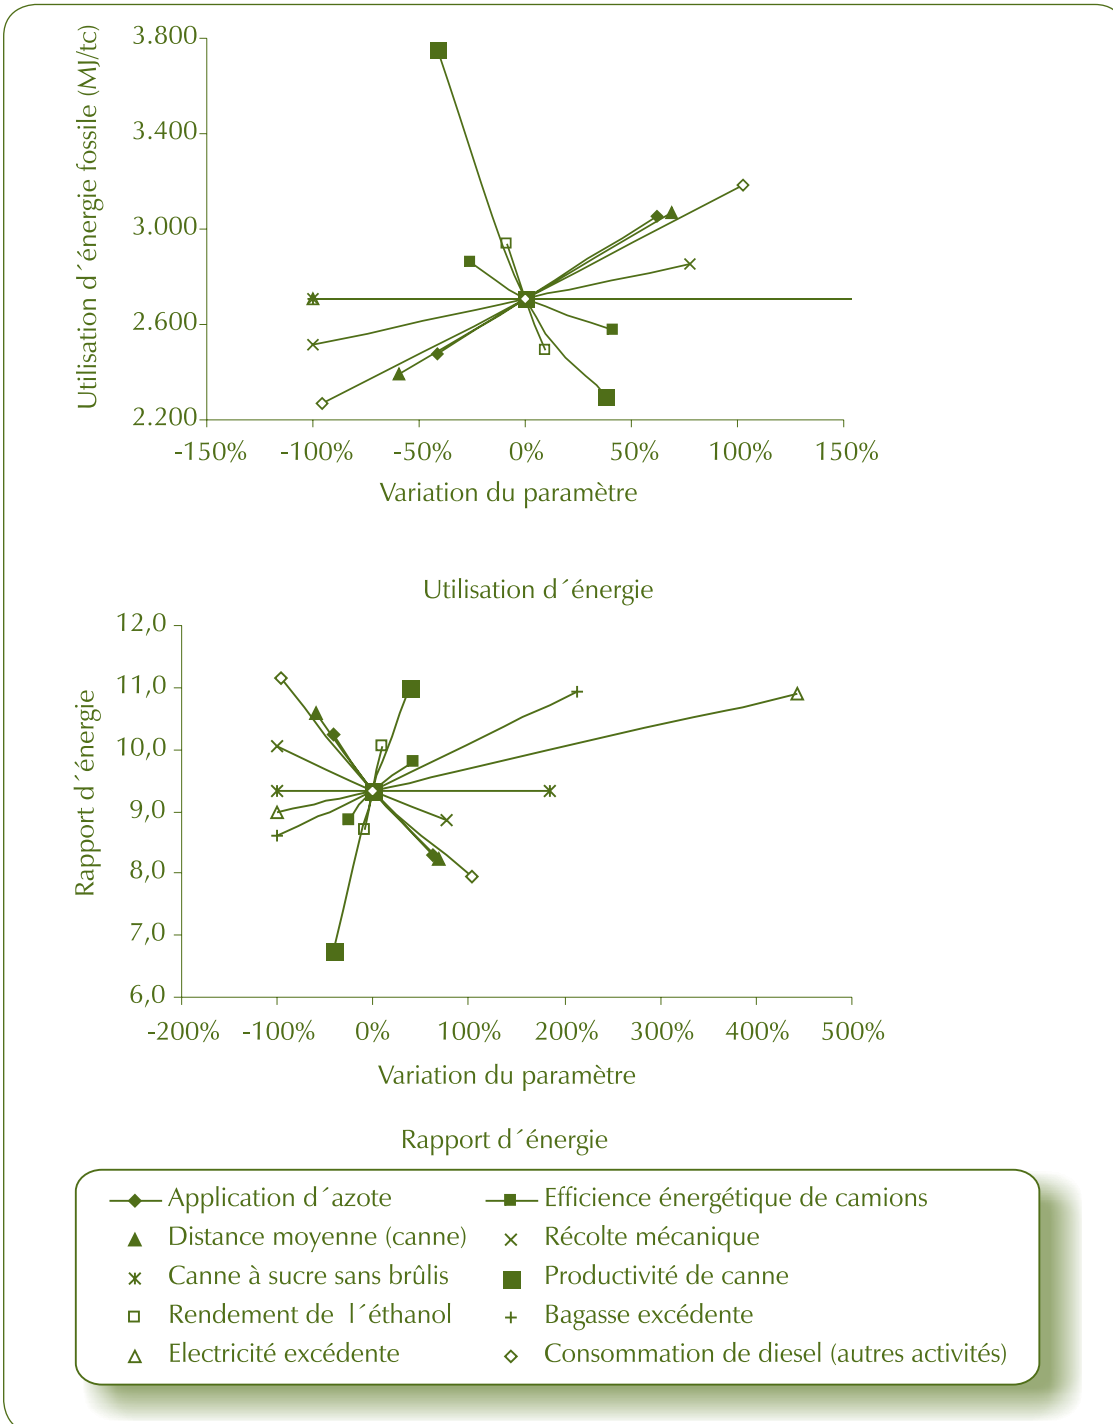 Utilisation d´énergie fossile (MJ/tc)
3.800
3.400
3.000
2.600
2.200
-150% -100% -50% 0% 50% 100% 150%
Variation du paramètre
Utilisation d´énergie
Rapport d´énergie
12,0
11,0
10,0
9,0
8,0
7,0
6,0
-200% -100% 0% 100% 200% 300% 400% 500%
Variation du paramètre
Rapport d´énergie
Application d´azote
Efficience énergétique de camions
Distance moyenne (canne)
Récolte mécanique
Canne à sucre sans brûlis
Productivité de canne
Rendement de l´éthanol
Bagasse excédente
Electricité excédente
Consommation de diesel (autres activités)